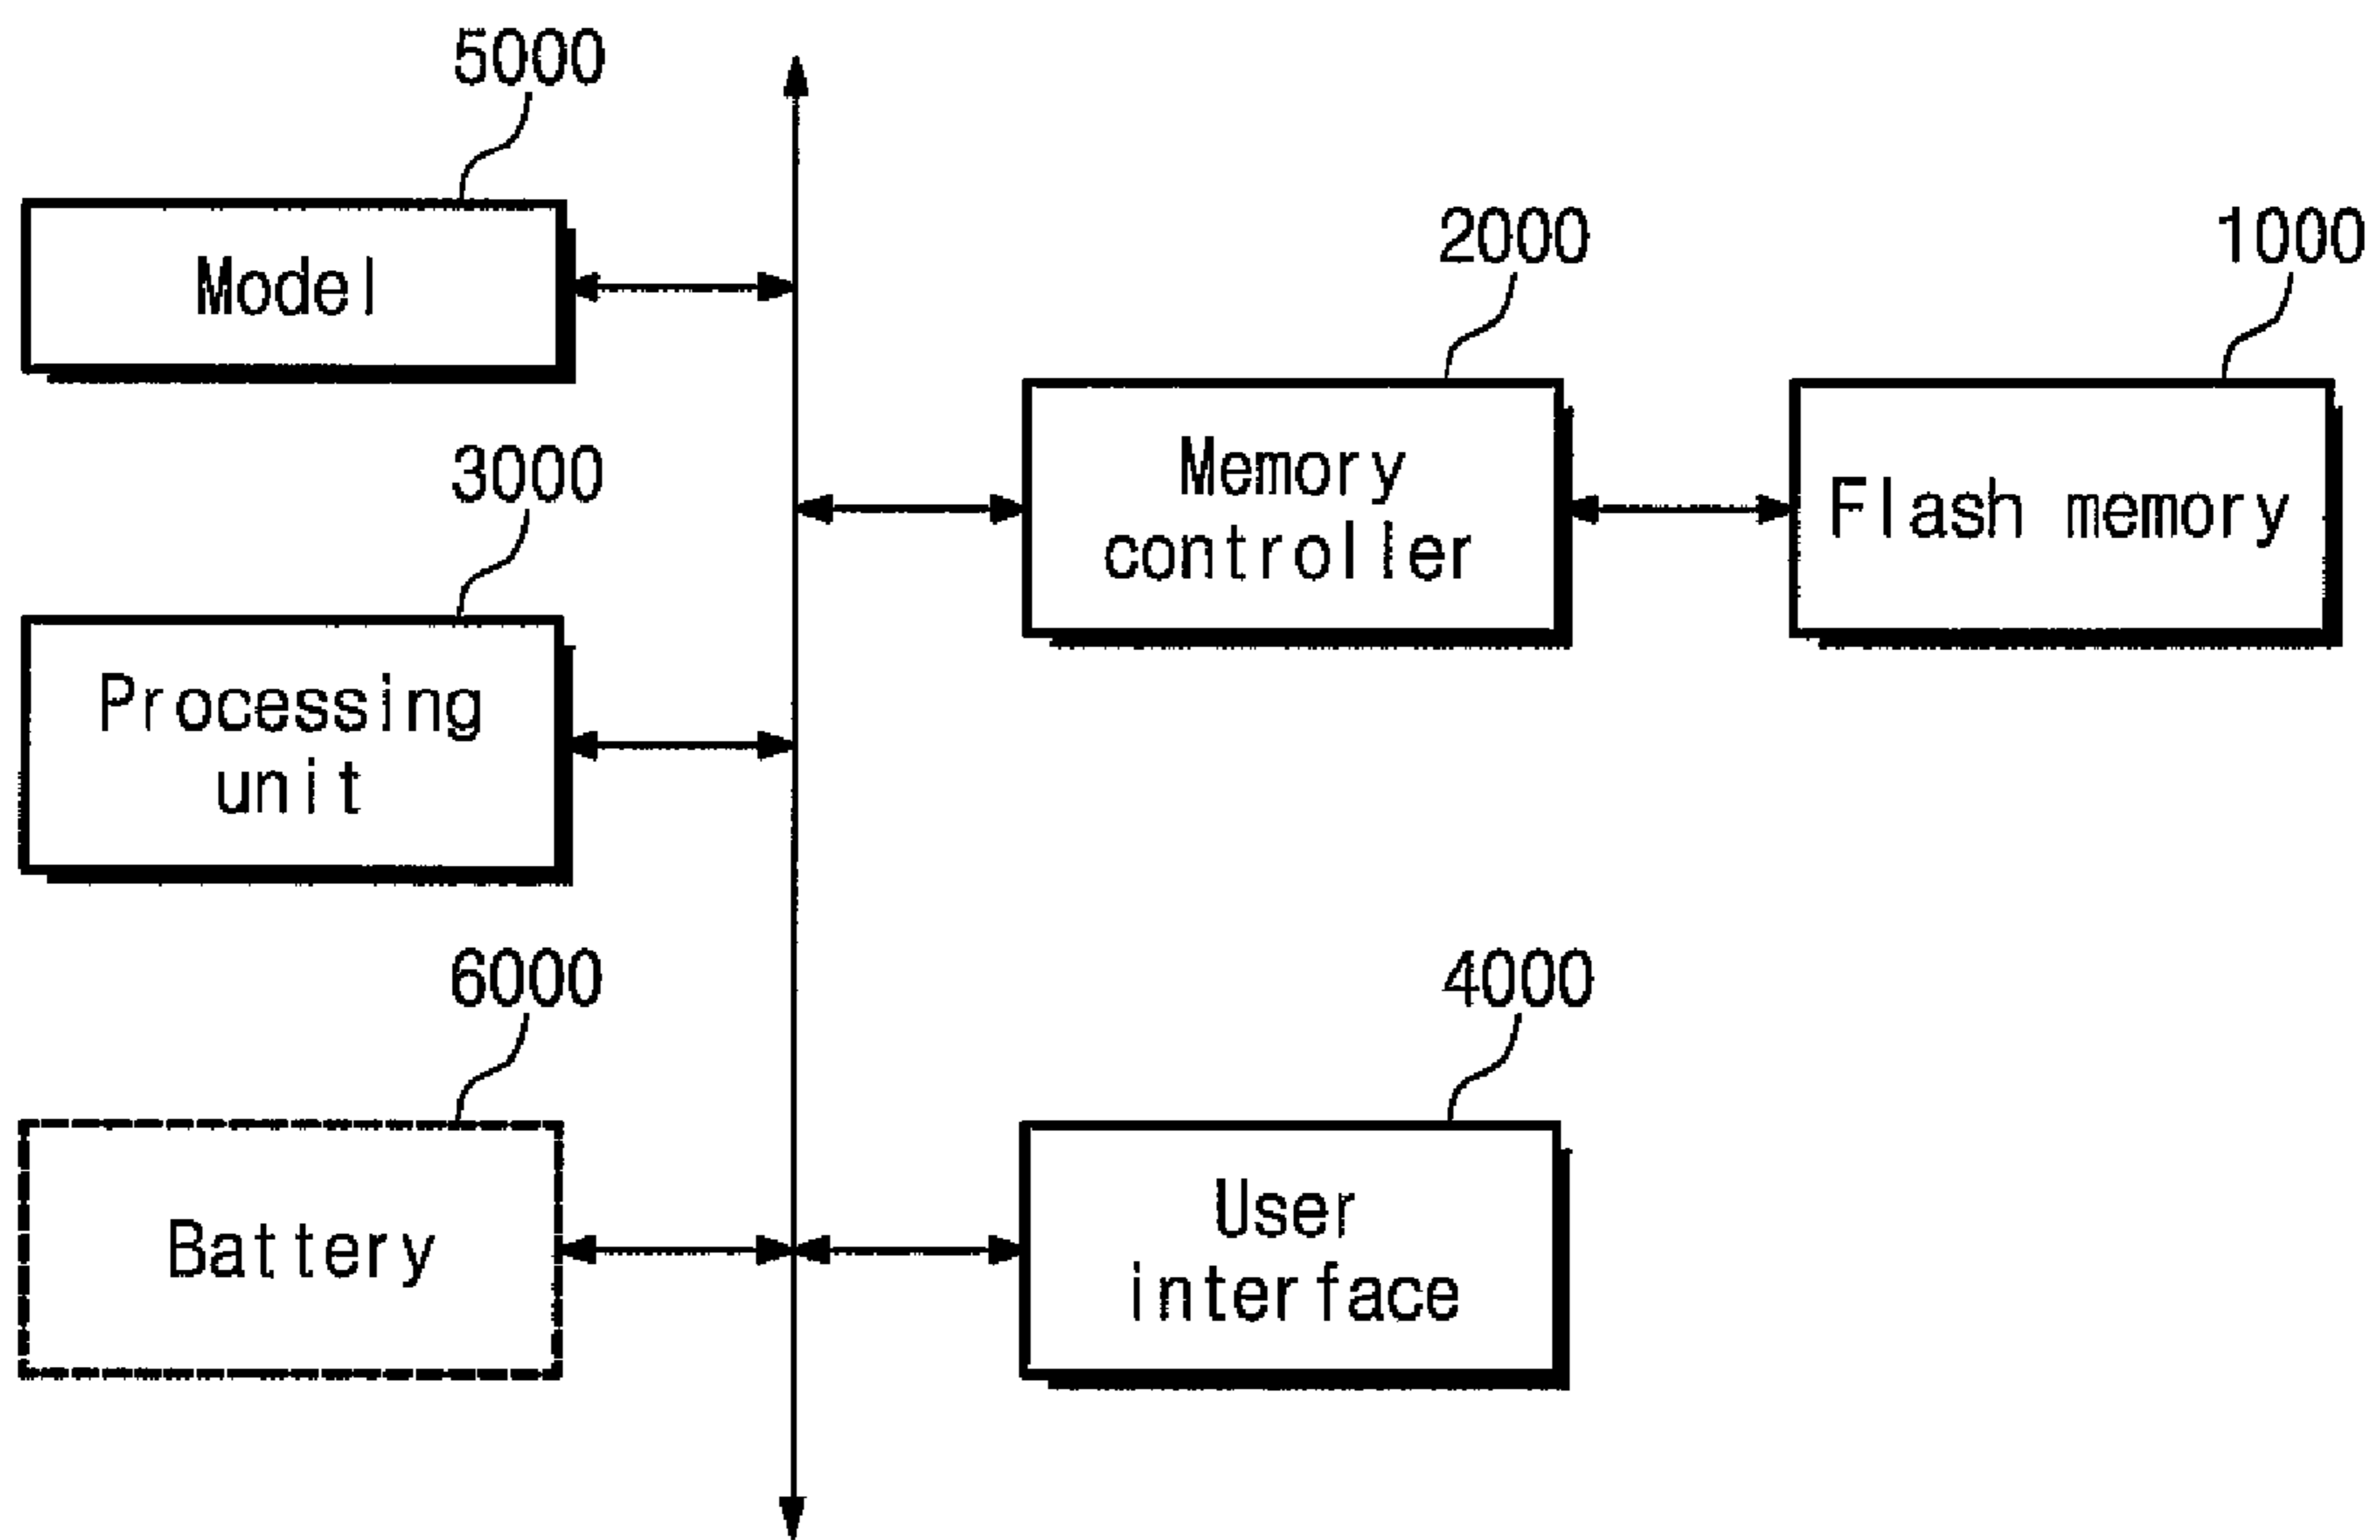 5000
Model
2000
1000
Memory
controller
Flash memory
3000
Processing
unit
6000
Battery
4000
User
interface